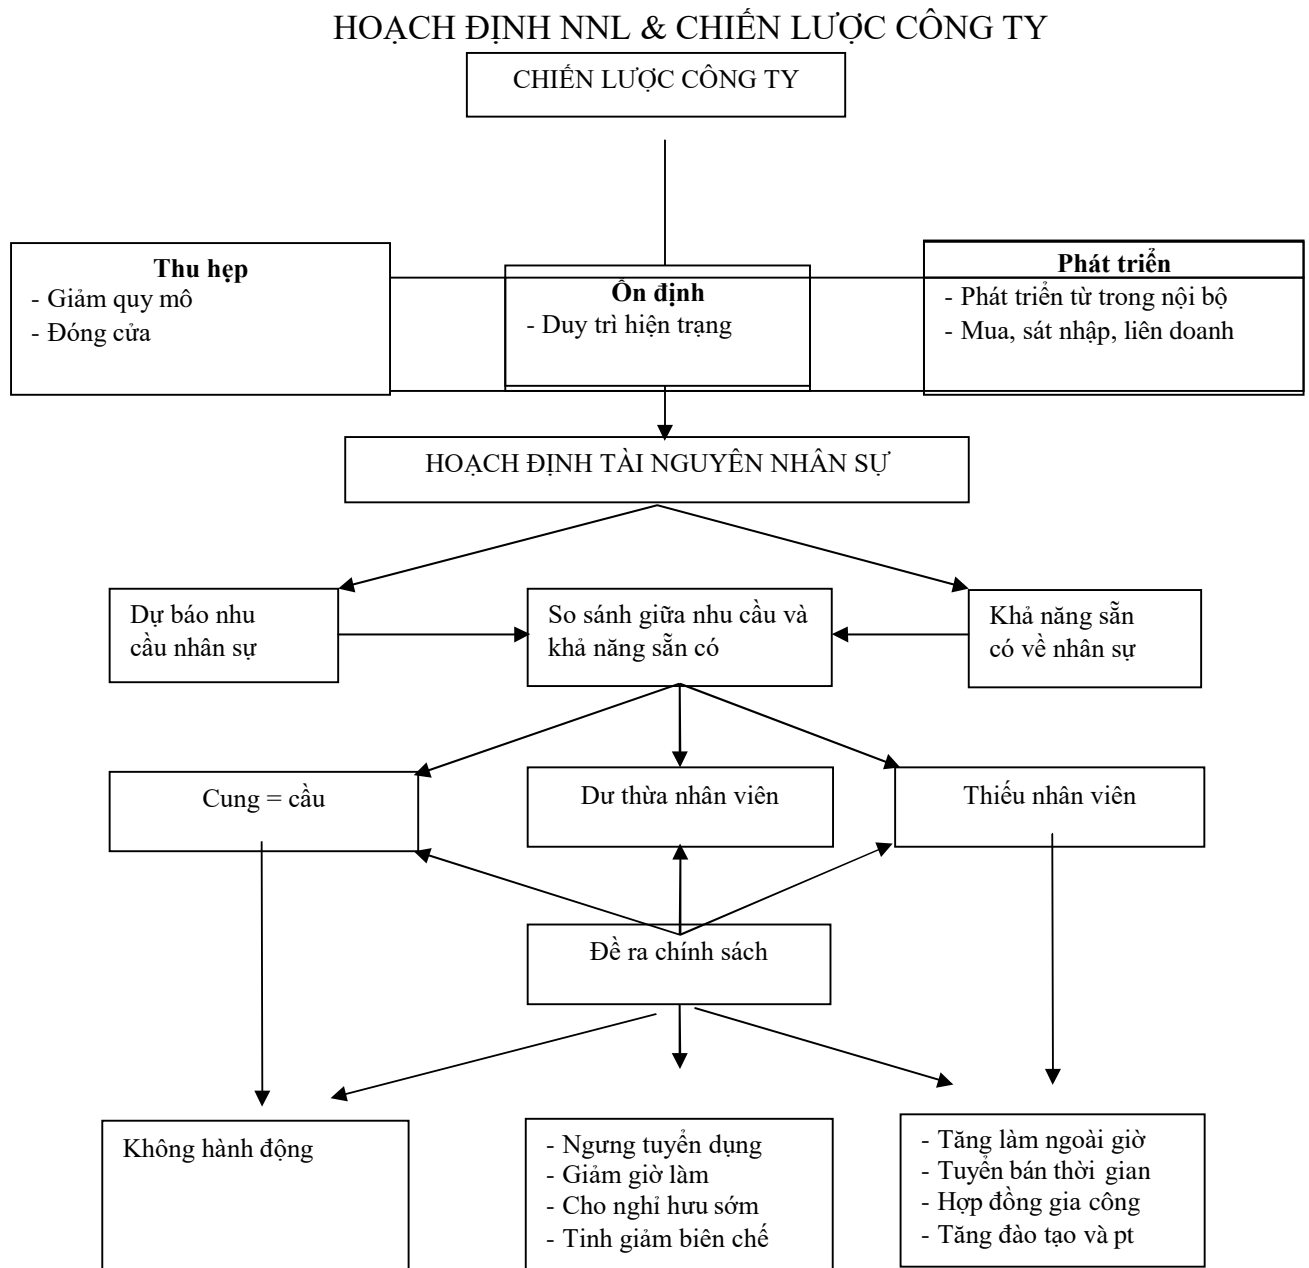 HOẠCH ĐỊNH NNL & CHIẾN LƯỢC CÔNG TY
CHIẾN LƯỢC CÔNG TY
Thu hẹp
- Giảm quy mô
- Đóng cửa
Ổn định
- Duy trì hiện trạng
Phát triển
- Phát triển từ trong nội bộ
- Mua, sát nhập, liên doanh
HOẠCH ĐỊNH TÀI NGUYÊN NHÂN SỰ
Dự báo nhu
cầu nhân sự
So sánh giữa nhu cầu và
khả năng sẵn có
Khả năng sẵn
có về nhân sự
Cung = cầu
Dư thừa nhân viên
Thiếu nhân viên
Đề ra chính sách
Không hành động
- Ngưng tuyển dụng
- Giảm giờ làm
- Cho nghỉ hưu sớm
- Tinh giảm biên chế
- Tăng làm ngoài giờ
- Tuyển bán thời gian
- Hợp đồng gia công
- Tăng đào tạo và pt